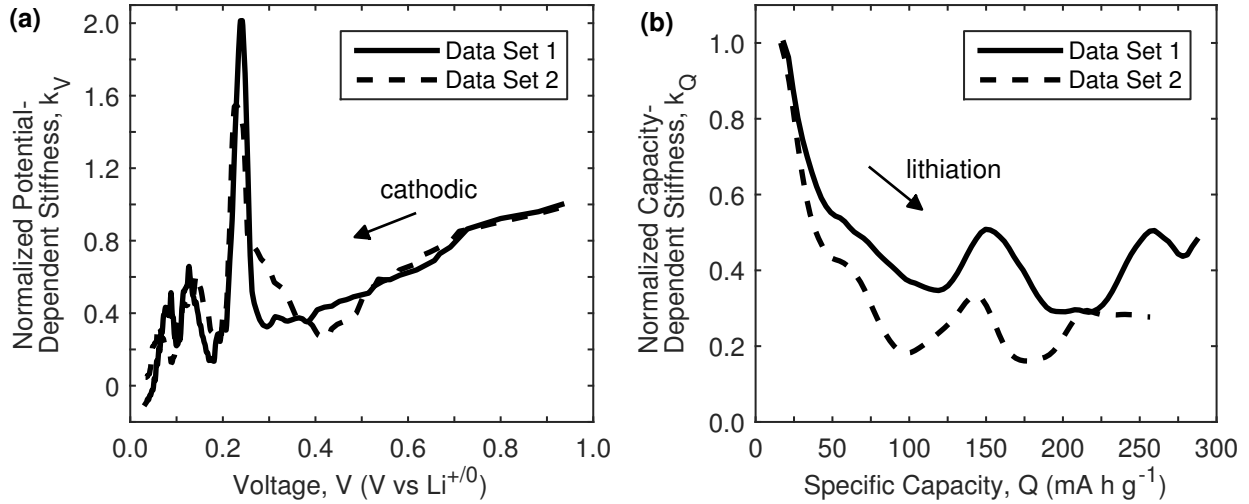 (a)
Normalized Potential-
Dependent Stiffness, k_V
2.0
1.6
1.2
0.8
0.4
0
0.0 0.2 0.4 0.6 0.8 1.0
Voltage, V (V vs Li^{+/0})
Data Set 1
Data Set 2
cathodic
(b)
Normalized Capacity-
Dependent Stiffness, k_Q
1.0
0.8
0.6
0.4
0.2
0.0
0 50 100 150 200 250 300
Specific Capacity, Q (mA h g^{-1})
Data Set 1
Data Set 2
lithiation